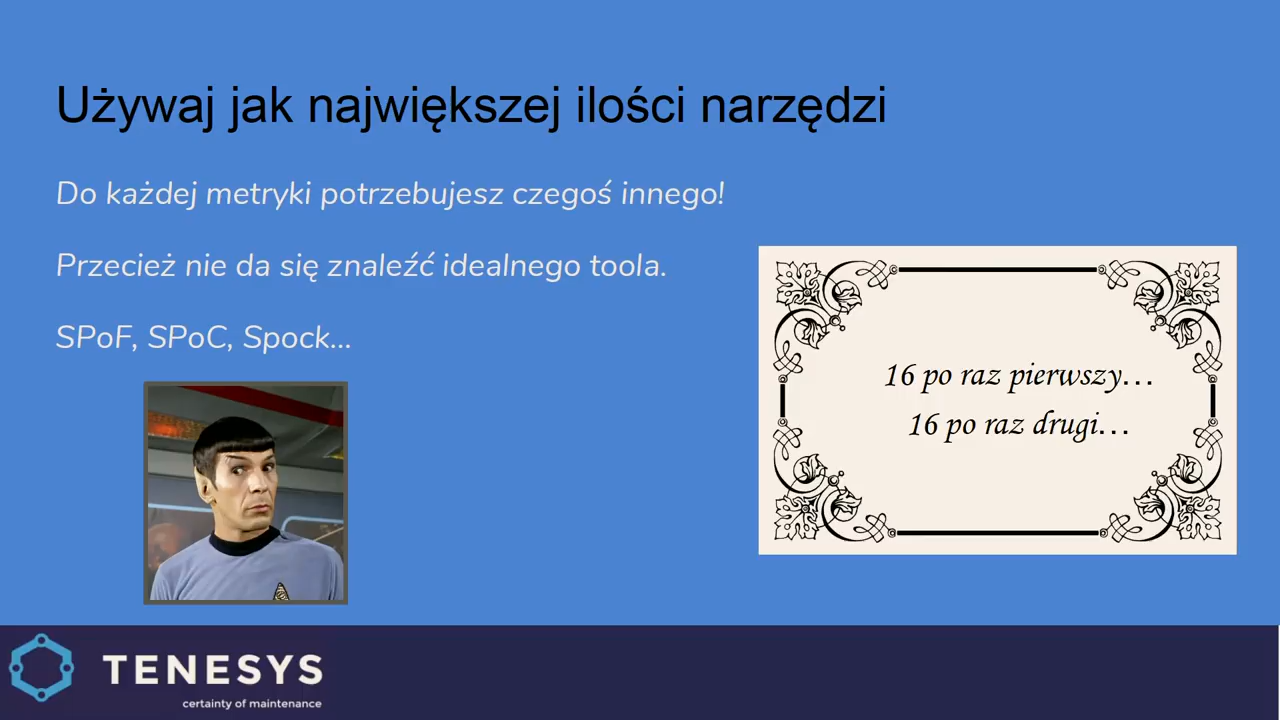 Używaj jak największej ilości narzędzi
Do każdej metryki potrzebujesz czegoś innego!
Przecież nie da się znaleźć idealnego toola.
SPoF, SPoC, Spock...
16 po raz pierwszy...
16 po raz drugi...
TENESYS
certainty of maintenance